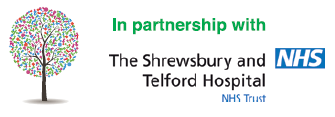 In partnership with
The Shrewsbury and NHS
Telford Hospital
NHS Trust